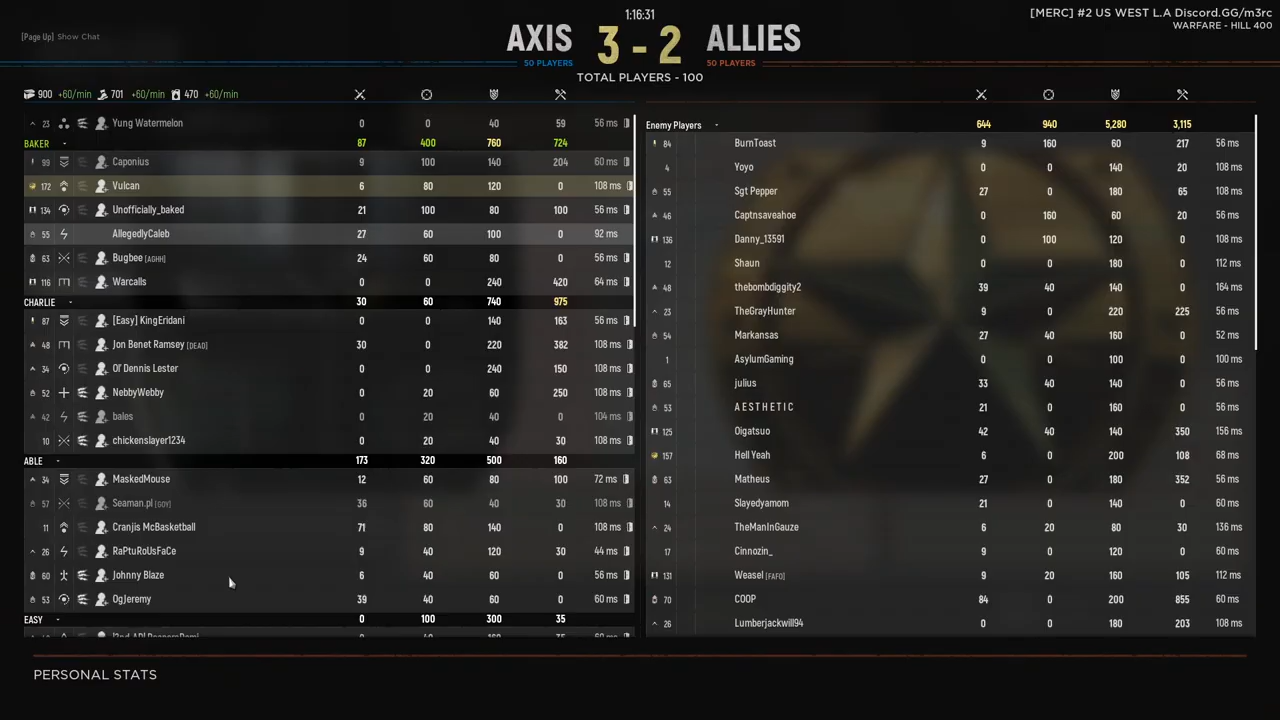 1:16:31
[MERC] #2 US WEST L.A Discord.GG/m3rc
WARFARE - HILL 400
[Page Up] Show Chat
AXIS 3 - 2 ALLIES
50 PLAYERS 50 PLAYERS
TOTAL PLAYERS - 100
900 +60/min 701 +60/min 470 +60/min
23 Yung Watermelon 0 0 40 59 56 ms
BAKER 87 400 760 724
99 Caponius 9 100 140 204 60 ms
172 Vulcan 6 80 120 0 108 ms
134 Unofficially_baked 21 100 80 100 56 ms
55 AllegedlyCaleb 27 60 100 0 92 ms
63 Bugbee [AGHH] 24 60 80 0 56 ms
116 Warcalls 0 0 240 420 64 ms
CHARLIE 30 60 740 975
87 [Easy] KingEridani 0 0 140 163 56 ms
48 Jon Benet Ramsey [DEAD] 30 0 220 382 108 ms
34 Ol' Dennis Lester 0 0 240 150 108 ms
52 NebbyWebby 0 20 60 250 108 ms
42 bales 0 20 40 0 104 ms
10 chickenslayer1234 0 20 40 30 108 ms
ABLE 173 320 500 160
34 MaskedMouse 12 60 80 100 72 ms
57 Seaman.pl [GOY] 36 60 40 30 108 ms
11 Cranjis McBasketball 71 80 140 0 108 ms
26 RaPtuRoUsFaCe 9 40 120 30 44 ms
60 Johnny Blaze 6 40 60 0 56 ms
53 OgJeremy 39 40 60 0 60 ms
EASY 0 100 300 35
Enemy Players 644 940 5,280 3,115
84 BurnToast 9 160 60 217 56 ms
4 Yoyo 0 0 140 20 108 ms
55 Sgt Pepper 27 0 180 65 56 ms
46 Captnsaveahoe 0 160 60 20 56 ms
136 Danny_13591 0 100 120 0 108 ms
12 Shaun 0 0 180 0 112 ms
48 thebombdiggity2 39 40 140 0 164 ms
23 TheGrayHunter 9 0 220 225 56 ms
54 Markansas 27 40 160 0 52 ms
1 AsylumGaming 0 0 100 0 100 ms
65 julius 33 40 140 0 56 ms
53 A E S T H E T I C 21 0 160 0 56 ms
125 Oigatsuo 42 40 140 350 156 ms
157 Hell Yeah 6 0 200 108 68 ms
63 Matheus 27 0 180 352 56 ms
14 Slayedyamom 21 0 140 0 60 ms
24 TheManInGauze 6 20 80 30 136 ms
17 Cinnozin_ 9 0 120 0 60 ms
131 Weasel [FAFO] 9 20 160 105 112 ms
70 COOP 84 0 200 855 60 ms
26 Lumberjackwill94 0 0 180 203 108 ms
PERSONAL STATS